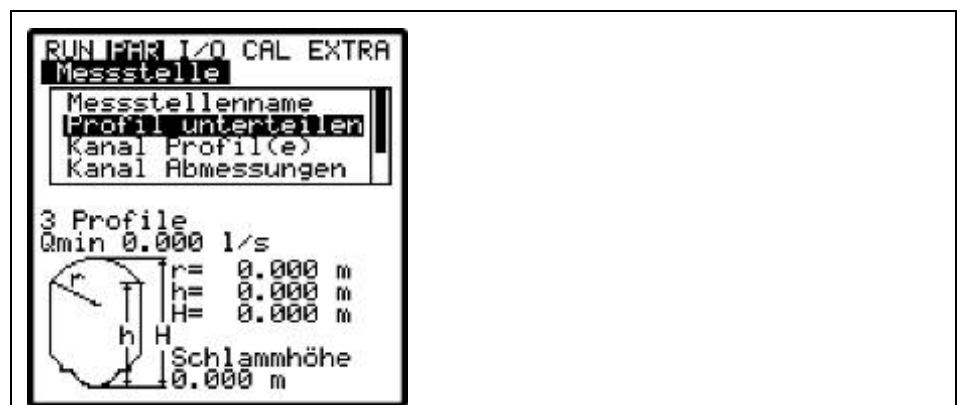 RUN PAR I/O CAL EXTRA
Messstelle
Messstellenname
Profil unterteilen
Kanal Profil(e)
Kanal Abmessungen
3 Profile
Qmin 0.000 l/s
r r= 0.000 m
h= 0.000 m
H= 0.000 m
h H
Schlammhöhe
0.000 m